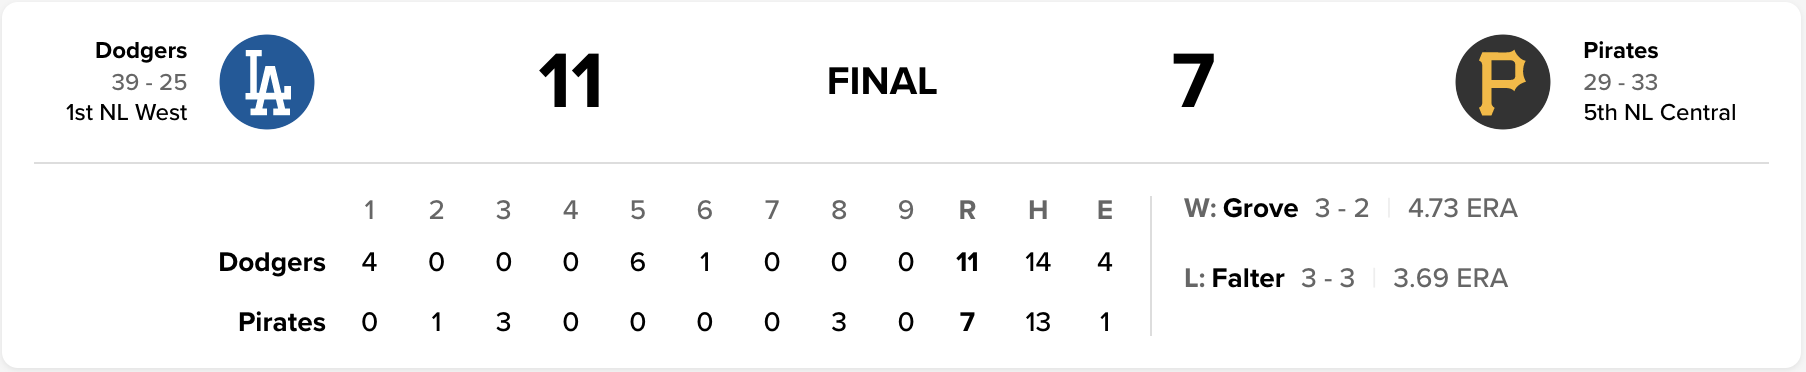 Dodgers
39 - 25
1st NL West
LA
11
FINAL
7
P
Pirates
29 - 33
5th NL Central
1 2 3 4 5 6 7 8 9 R H E
Dodgers 4 0 0 0 6 1 0 0 0 11 14 4
Pirates 0 1 3 0 0 0 0 3 0 7 13 1
W: Grove 3 - 2 | 4.73 ERA
L: Falter 3 - 3 | 3.69 ERA